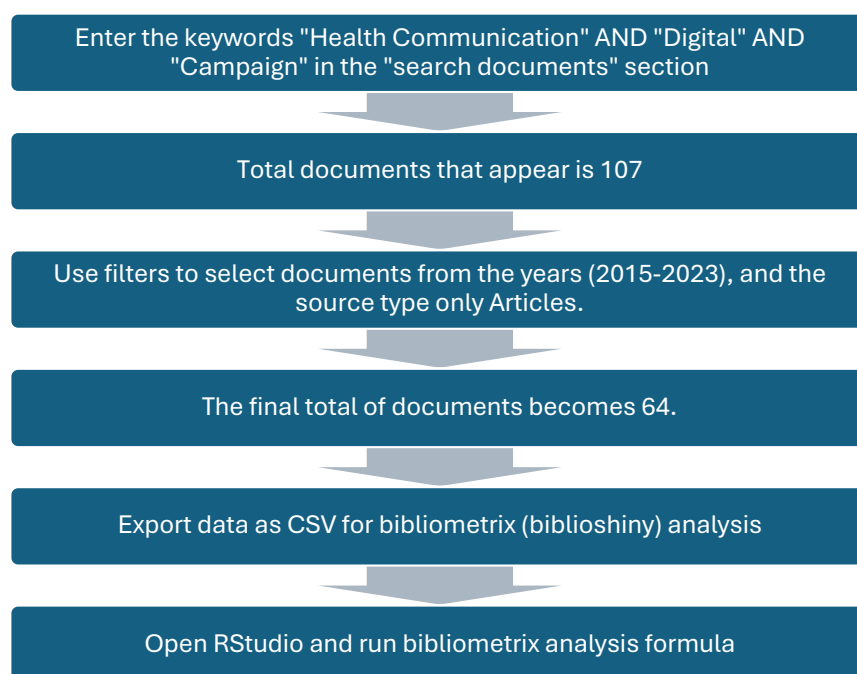 Enter the keywords "Health Communication" AND "Digital" AND
"Campaign" in the "search documents" section
Total documents that appear is 107
Use filters to select documents from the years (2015-2023), and the
source type only Articles.
The final total of documents becomes 64.
Export data as CSV for bibliometrix (biblioshiny) analysis
Open RStudio and run bibliometrix analysis formula